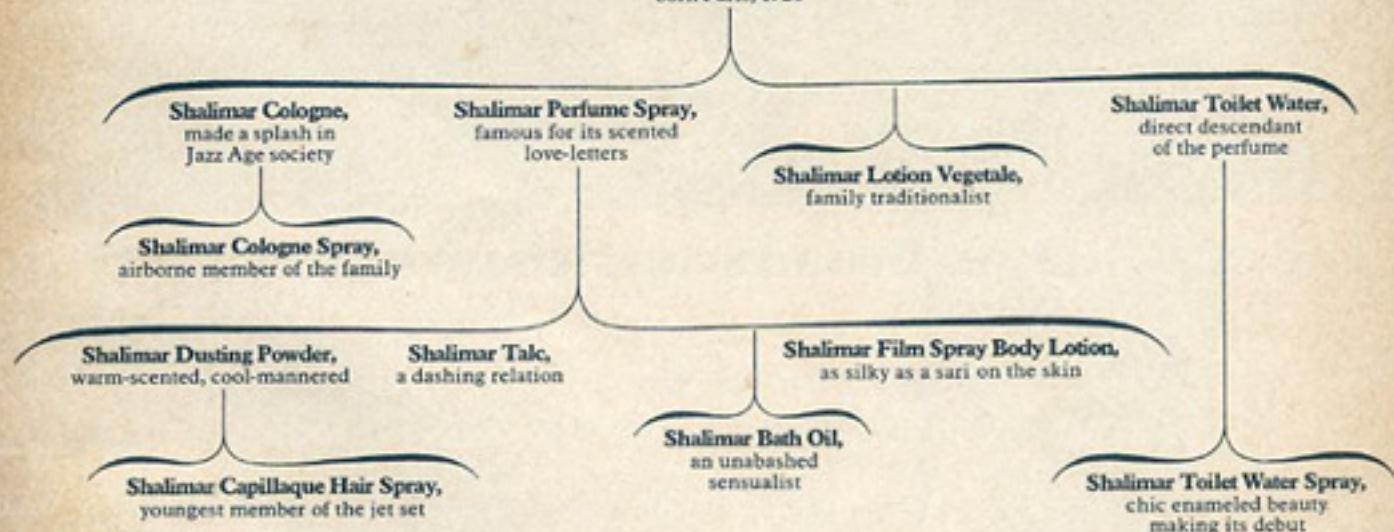 Shalimar Cologne,
made a splash in
Jazz Age society
Shalimar Perfume Spray,
famous for its scented
love-letters
Shalimar Lotion Vegetale,
family traditionalist
Shalimar Toilet Water,
direct descendant
of the perfume
Shalimar Cologne Spray,
airborne member of the family
Shalimar Dusting Powder,
warm-scented, cool-mannered
Shalimar Talc,
a dashing relation
Shalimar Film Spray Body Lotion,
as silky as a sari on the skin
Shalimar Bath Oil,
an unabashed
sensualist
Shalimar Capillaque Hair Spray,
youngest member of the jet set
Shalimar Toilet Water Spray,
chic enameled beauty
making its debut